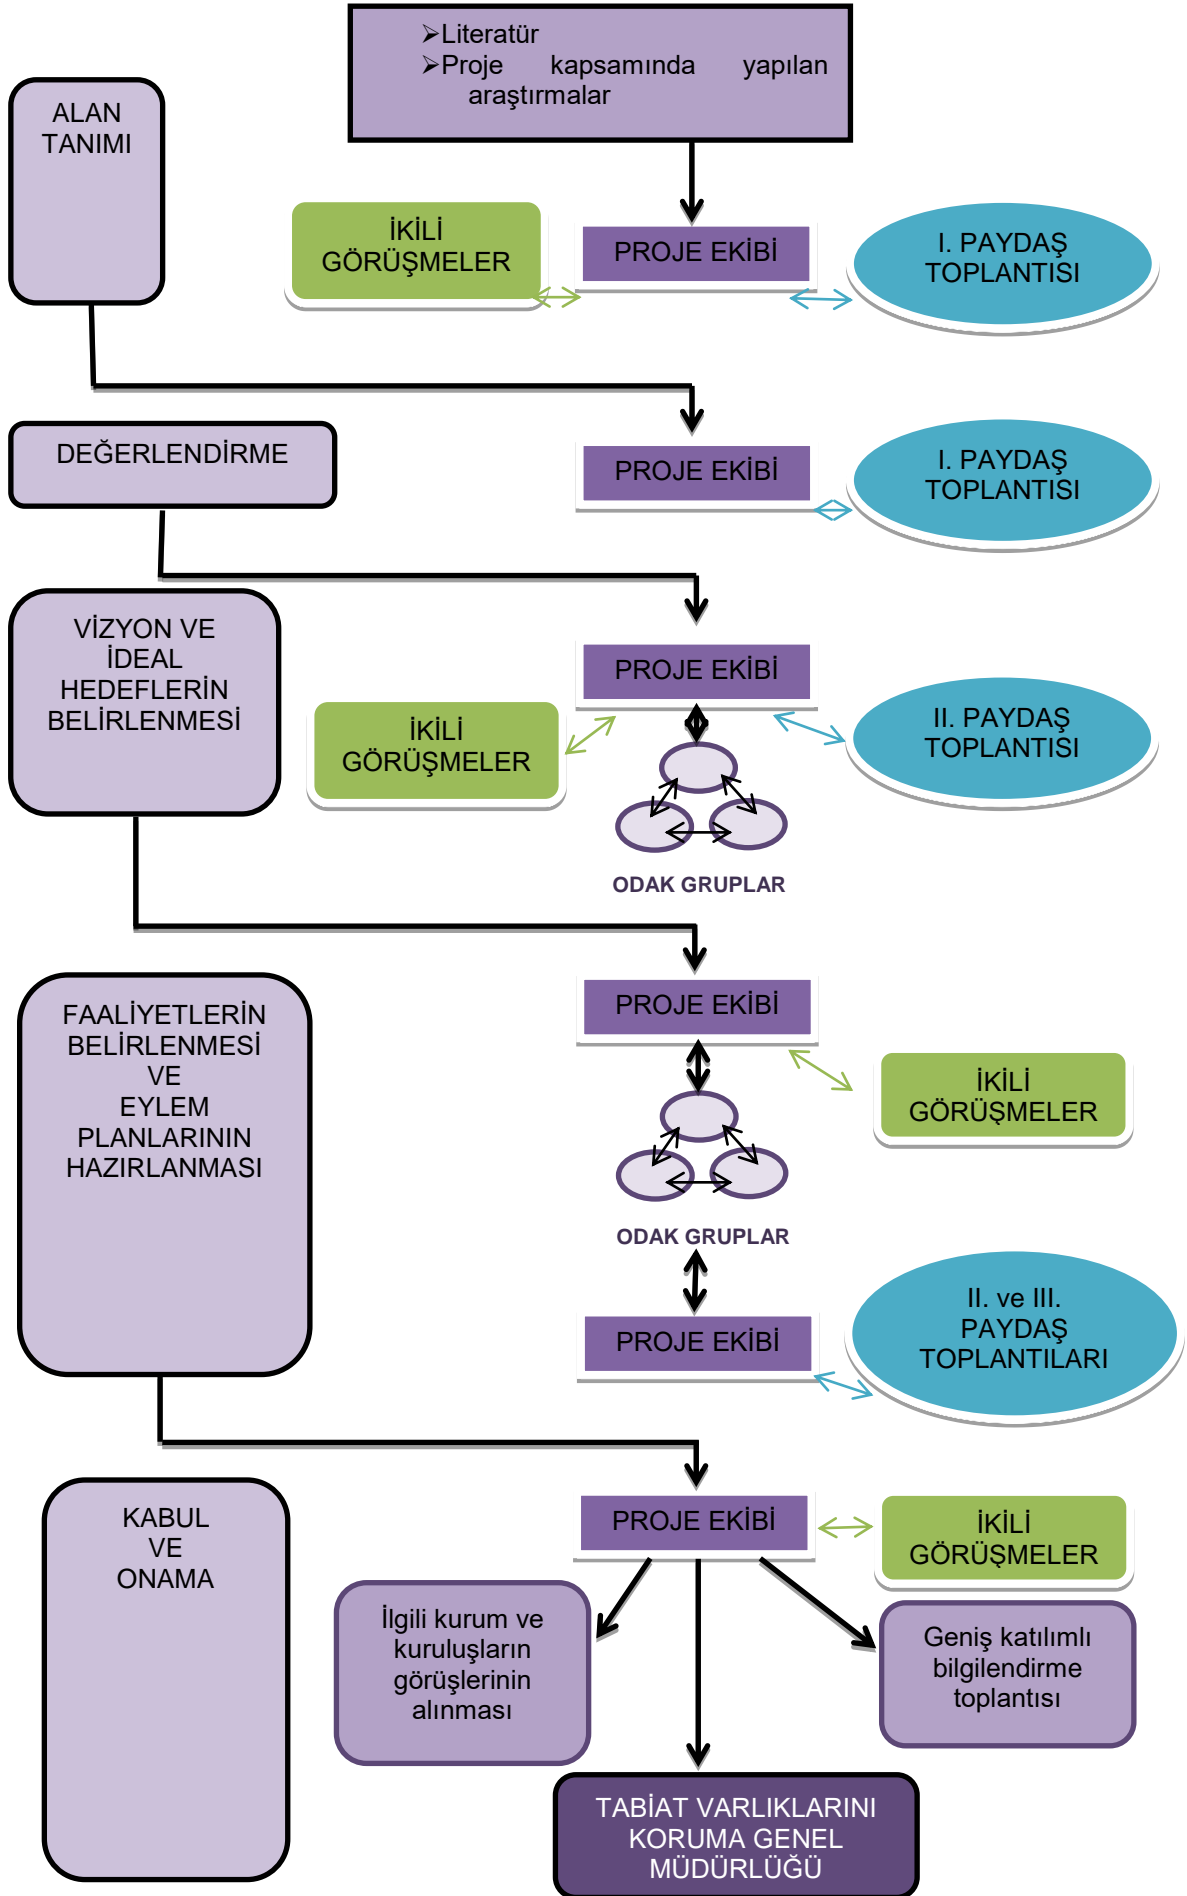 ➢Literatür
➢Proje kapsamında yapılan
araştırmalar
ALAN
TANIMI
İKİLİ
GÖRÜŞMELER
PROJE EKİBİ
I. PAYDAŞ
TOPLANTISI
DEĞERLENDİRME
PROJE EKİBİ
I. PAYDAŞ
TOPLANTISI
VİZYON VE
İDEAL
HEDEFLERİN
BELİRLENMESİ
PROJE EKİBİ
İKİLİ
GÖRÜŞMELER
II. PAYDAŞ
TOPLANTISI
ODAK GRUPLAR
FAALİYETLERİN
BELİRLENMESİ
VE
EYLEM
PLANLARININ
HAZIRLANMASI
PROJE EKİBİ
İKİLİ
GÖRÜŞMELER
ODAK GRUPLAR
PROJE EKİBİ
II. ve III.
PAYDAŞ
TOPLANTILARI
KABUL
VE
ONAMA
PROJE EKİBİ
İKİLİ
GÖRÜŞMELER
İlgili kurum ve
kuruluşların
görüşlerinin
alınması
Geniş katılımlı
bilgilendirme
toplantısı
TABİAT VARLIKLARINI
KORUMA GENEL
MÜDÜRLÜĞÜ